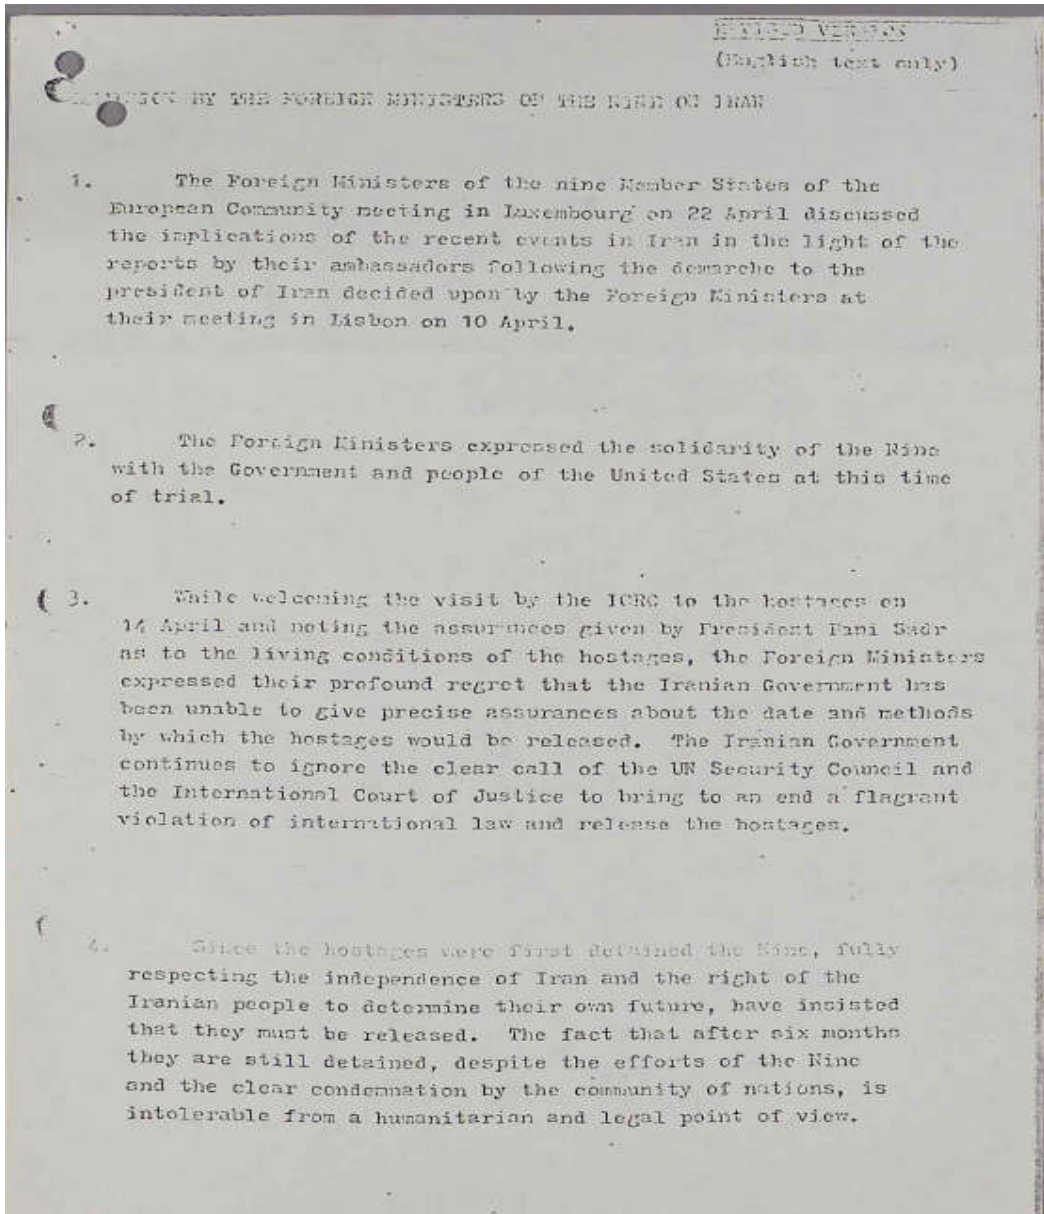 REVISED VERSION
(English text only)
BY THE FOREIGN MINISTERS OF THE NINE ON IRAN
1. The Foreign Ministers of the nine Member States of the
European Community meeting in Luxembourg on 22 April discussed
the implications of the recent events in Iran in the light of the
reports by their ambassadors following the demarche to the
president of Iran decided upon by the Foreign Ministers at
their meeting in Lisbon on 10 April.
2. The Foreign Ministers expressed the solidarity of the Nine
with the Government and people of the United States at this time
of trial.
3. While welcoming the visit by the ICRC to the hostages on
14 April and noting the assurances given by President Bani Sadr
as to the living conditions of the hostages, the Foreign Ministers
expressed their profound regret that the Iranian Government has
been unable to give precise assurances about the date and methods
by which the hostages would be released. The Iranian Government
continues to ignore the clear call of the UN Security Council and
the International Court of Justice to bring to an end a flagrant
violation of international law and release the hostages.
4. Since the hostages were first detained the Nine, fully
respecting the independence of Iran and the right of the
Iranian people to determine their own future, have insisted
that they must be released. The fact that after six months
they are still detained, despite the efforts of the Nine
and the clear condemnation by the community of nations, is
intolerable from a humanitarian and legal point of view.